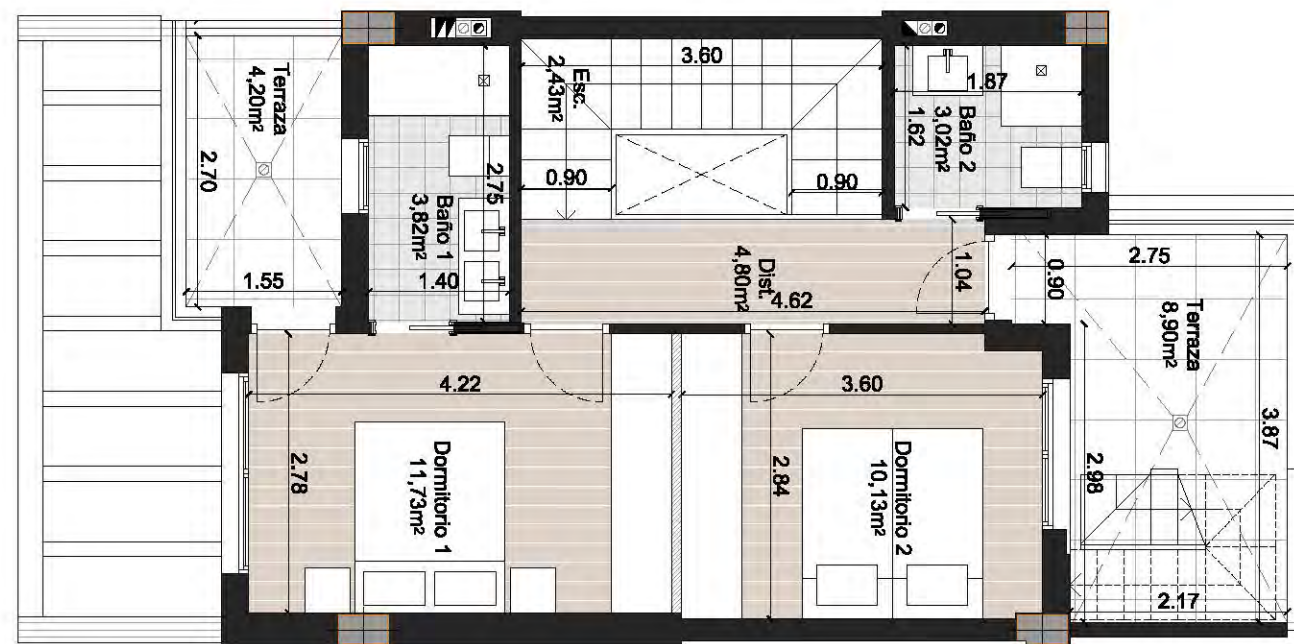 Terraza
4,20m²
2.70
1.55
Baño 1
3,82m²
2.75
1.40
Esc.
2,43m²
3.60
0.90
0.90
Baño 2
3,02m²
1.87
1.62
Dist.
4,80m²
4.62
1.04
0.90
2.75
Terraza
8,90m²
3.87
2.98
2.17
4.22
2.78
Dormitorio 1
11,73m²
3.60
2.84
Dormitorio 2
10,13m²